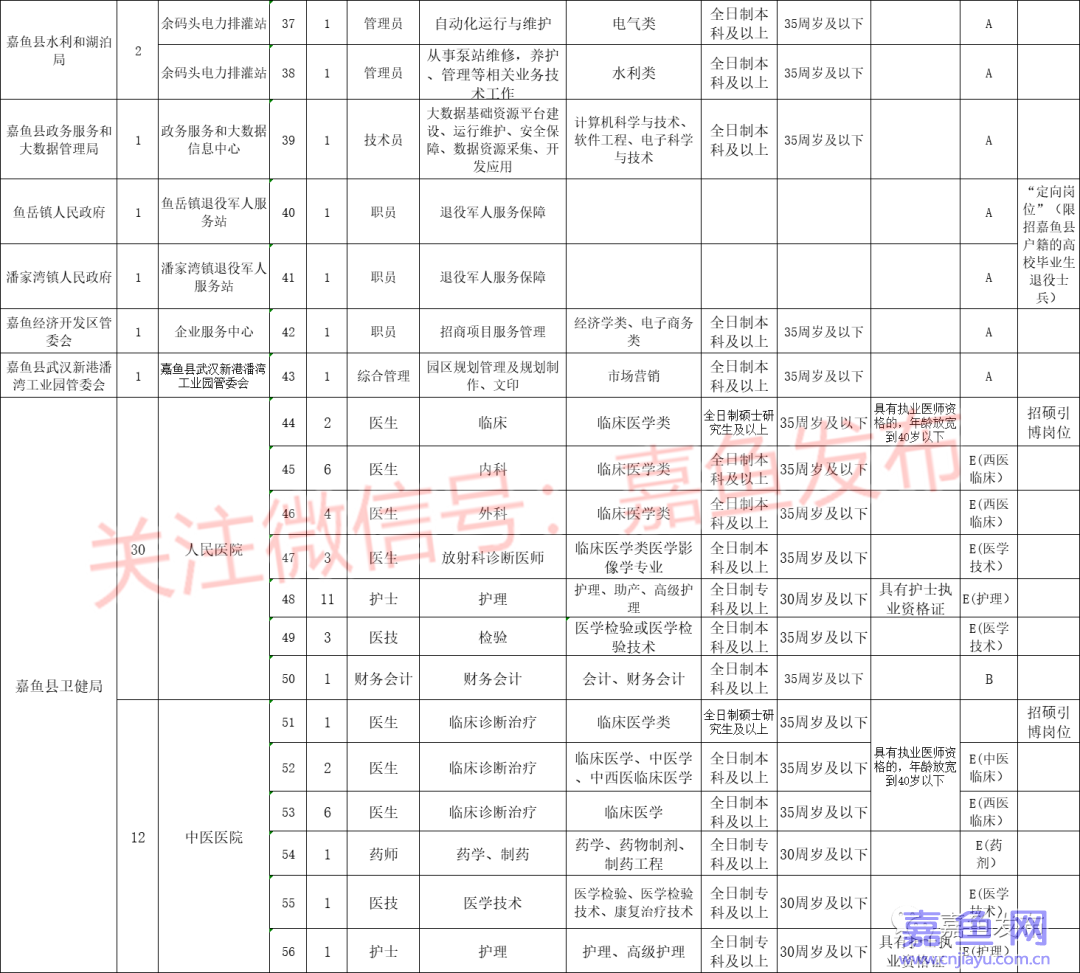 嘉鱼县水利和湖泊局 2 余码头电力排灌站 37 1 管理员 自动化运行与维护 电气类 全日制本科及以上 35周岁及以下 A
余码头电力排灌站 38 1 管理员 从事泵站维修，养护、管理等相关业务技术工作 水利类 全日制本科及以上 35周岁及以下 A
嘉鱼县政务服务和大数据管理局 1 政务服务和大数据信息中心 39 1 技术员 大数据基础资源平台建设、运行维护、安全保障、数据资源采集、开发应用 计算机科学与技术、软件工程、电子科学与技术 全日制本科及以上 35周岁及以下 A
鱼岳镇人民政府 1 鱼岳镇退役军人服务站 40 1 职员 退役军人服务保障 A “定向岗位”（限招嘉鱼县户籍的高校毕业生退役士兵）
潘家湾镇人民政府 1 潘家湾镇退役军人服务站 41 1 职员 退役军人服务保障 A
嘉鱼经济开发区管委会 1 企业服务中心 42 1 职员 招商项目服务管理 经济学类、电子商务类 全日制本科及以上 35周岁及以下 A
嘉鱼县武汉新港潘湾工业园管委会 1 嘉鱼县武汉新港潘湾工业园管委会 43 1 综合管理 园区规划管理及规划制作、文印 市场营销 全日制本科及以上 35周岁及以下 A
嘉鱼县卫健局 30 人民医院 44 2 医生 临床 临床医学类 全日制硕士研究生及以上 35周岁及以下 具有执业医师资格的，年龄放宽到40岁以下 招硕引博岗位
45 6 医生 内科 临床医学类 全日制本科及以上 35周岁及以下 E(西医临床)
46 4 医生 外科 临床医学类 全日制本科及以上 35周岁及以下 E(西医临床)
47 3 医生 放射科诊断医师 临床医学类医学影像学专业 全日制本科及以上 35周岁及以下 E(医学技术)
48 11 护士 护理 护理、助产、高级护理 全日制专科及以上 30周岁及以下 具有护士执业资格证 E(护理)
49 3 医技 检验 医学检验或医学检验技术 全日制本科及以上 35周岁及以下 E(医学技术)
50 1 财务会计 财务会计 会计、财务会计 全日制本科及以上 35周岁及以下 B
12 中医医院 51 1 医生 临床诊断治疗 临床医学类 全日制硕士研究生及以上 35周岁及以下 具有执业医师资格的，年龄放宽到40岁以下 招硕引博岗位
52 2 医生 临床诊断治疗 临床医学、中医学、中西医临床医学 全日制本科及以上 35周岁及以下 E(中医临床)
53 6 医生 临床诊断治疗 临床医学 全日制本科及以上 35周岁及以下 E(西医临床)
54 1 药师 药学、制药 药学、药物制剂、制药工程 全日制专科及以上 30周岁及以下 E(药剂)
55 1 医技 医学技术 医学检验、医学检验技术、康复治疗技术 全日制专科及以上 30周岁及以下 E(医学技术)
56 1 护士 护理 护理、高级护理 全日制专科及以上 30周岁及以下 具有护士执业资格证 E(护理)
关注微信号：嘉鱼发布
嘉鱼发布
嘉鱼网
www.cnjiayu.com.cn